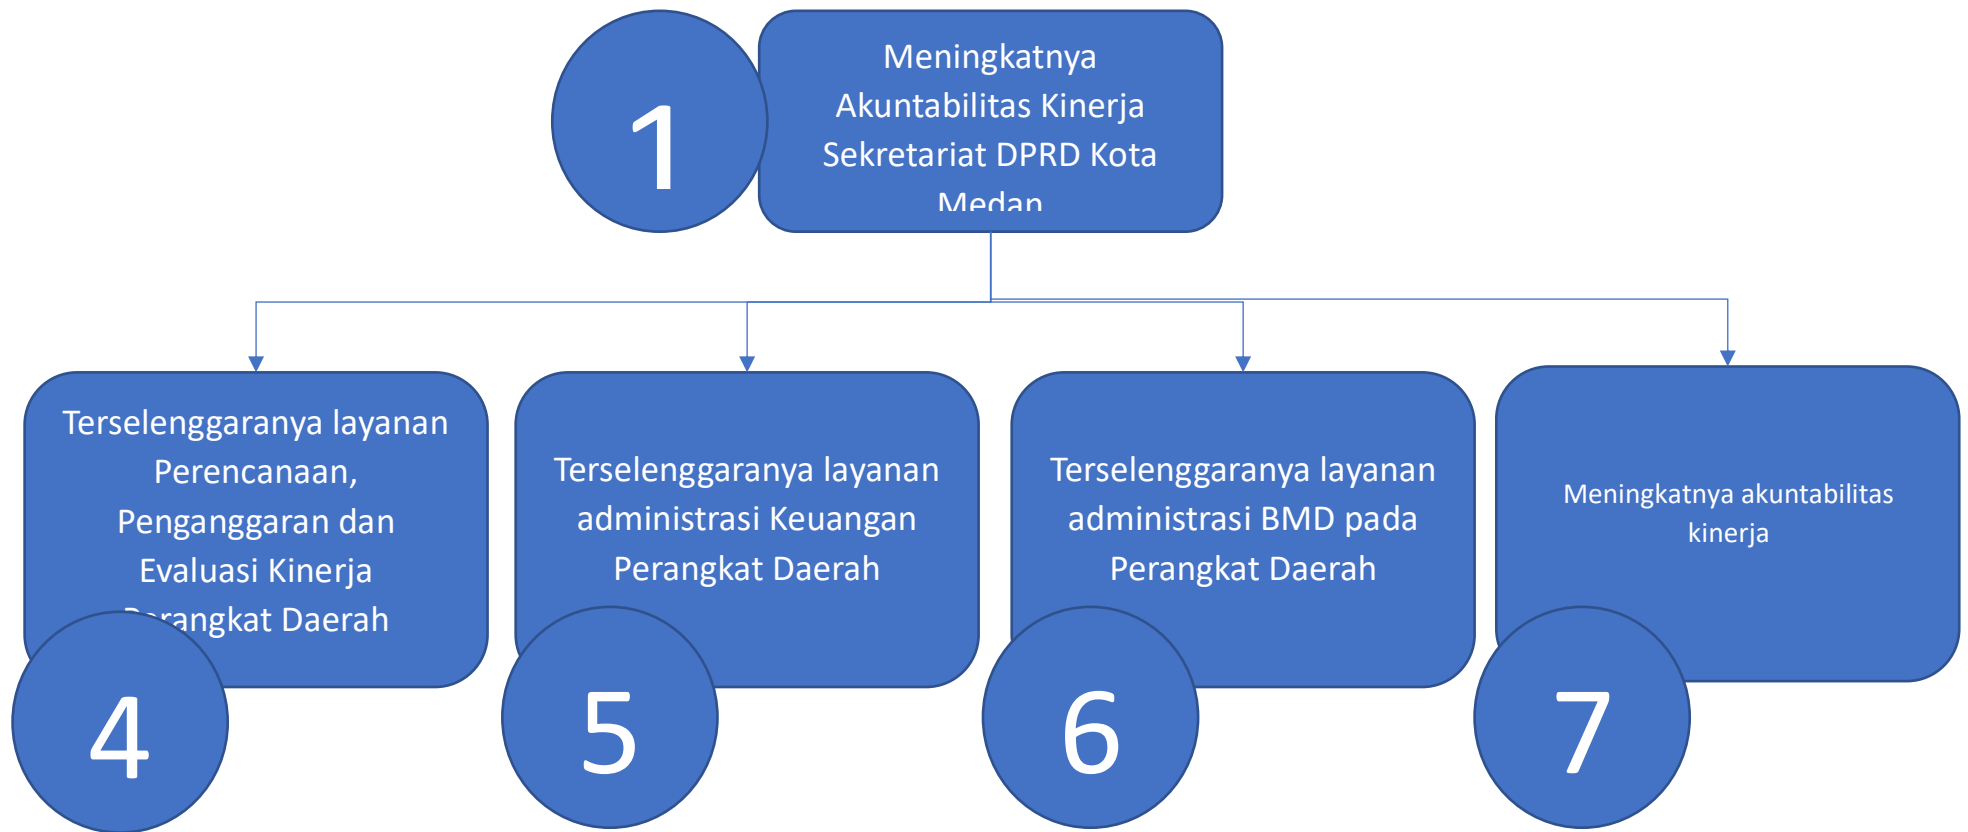 1
Meningkatnya
Akuntabilitas Kinerja
Sekretariat DPRD Kota
Medan
Terselenggaranya layanan
Perencanaan,
Penganggaran dan
Evaluasi Kinerja
Perangkat Daerah
4
Terselenggaranya layanan
administrasi Keuangan
Perangkat Daerah
5
Terselenggaranya layanan
administrasi BMD pada
Perangkat Daerah
6
Meningkatnya akuntabilitas
kinerja
7